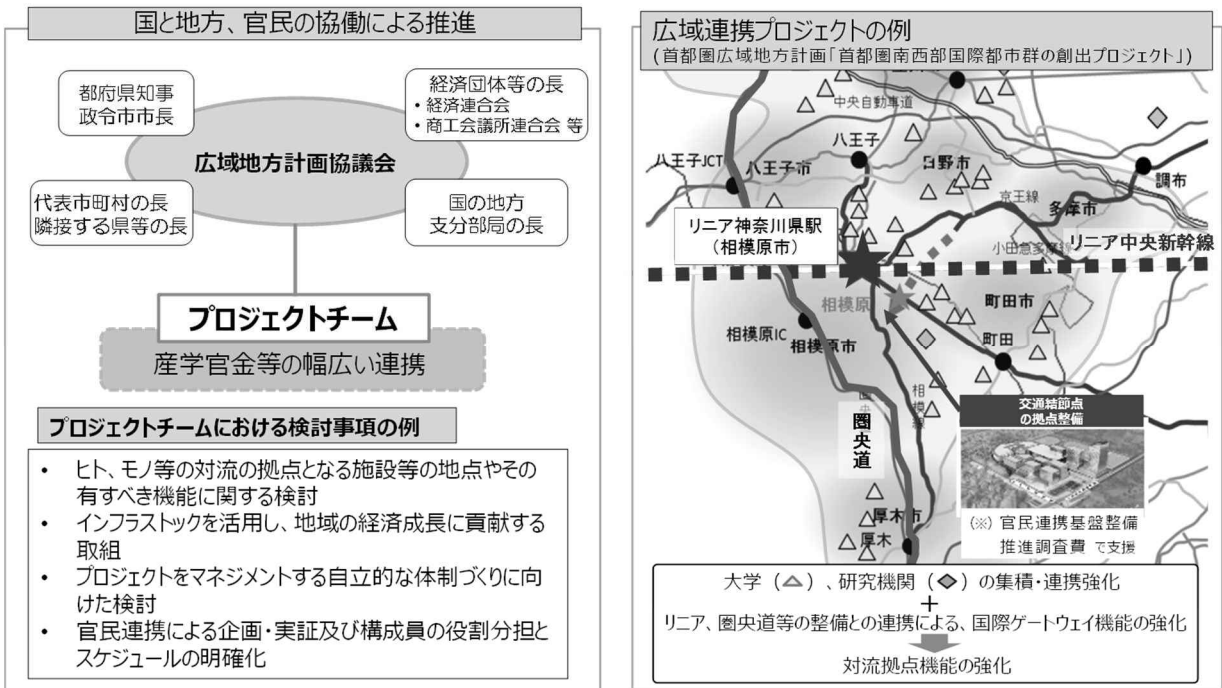 国と地方、官民の協働による推進
都府県知事
政令市市長
経済団体等の長
・経済連合会
・商工会議所連合会 等
広域地方計画協議会
代表市町村の長
隣接する県等の長
国の地方
支分部局の長
プロジェクトチーム
産学官金等の幅広い連携
プロジェクトチームにおける検討事項の例
• ヒト、モノ等の対流の拠点となる施設等の地点やその
有すべき機能に関する検討
• インフラストックを活用し、地域の経済成長に貢献する
取組
• プロジェクトをマネジメントする自立的な体制づくりに向
けた検討
• 官民連携による企画・実証及び構成員の役割分担と
スケジュールの明確化
広域連携プロジェクトの例
(首都圏広域地方計画「首都圏南西部国際都市群の創出プロジェクト」)
中央自動車道
八王子
八王子JCT
八王子市
日野市
調布
京王線
多摩市
リニア神奈川県駅
(相模原市)
小田急多摩線
リニア中央新幹線
相模原
町田市
相模原IC
相模原市
町田
相模線
圏央道
交通結節点
の拠点整備
厚木市
厚木
(※) 官民連携基盤整備
推進調査費 で支援
大学(△)、研究機関(◆)の集積・連携強化
+
リニア、圏央道等の整備との連携による、国際ゲートウェイ機能の強化
対流拠点機能の強化